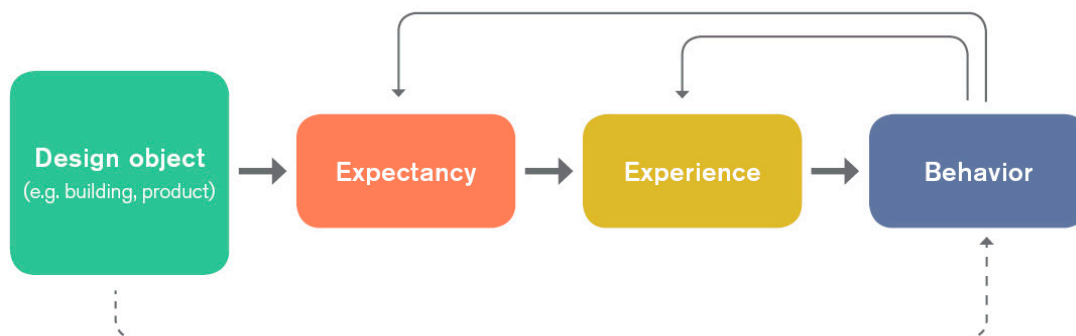 Design object
(e.g. building, product)
Expectancy
Experience
Behavior